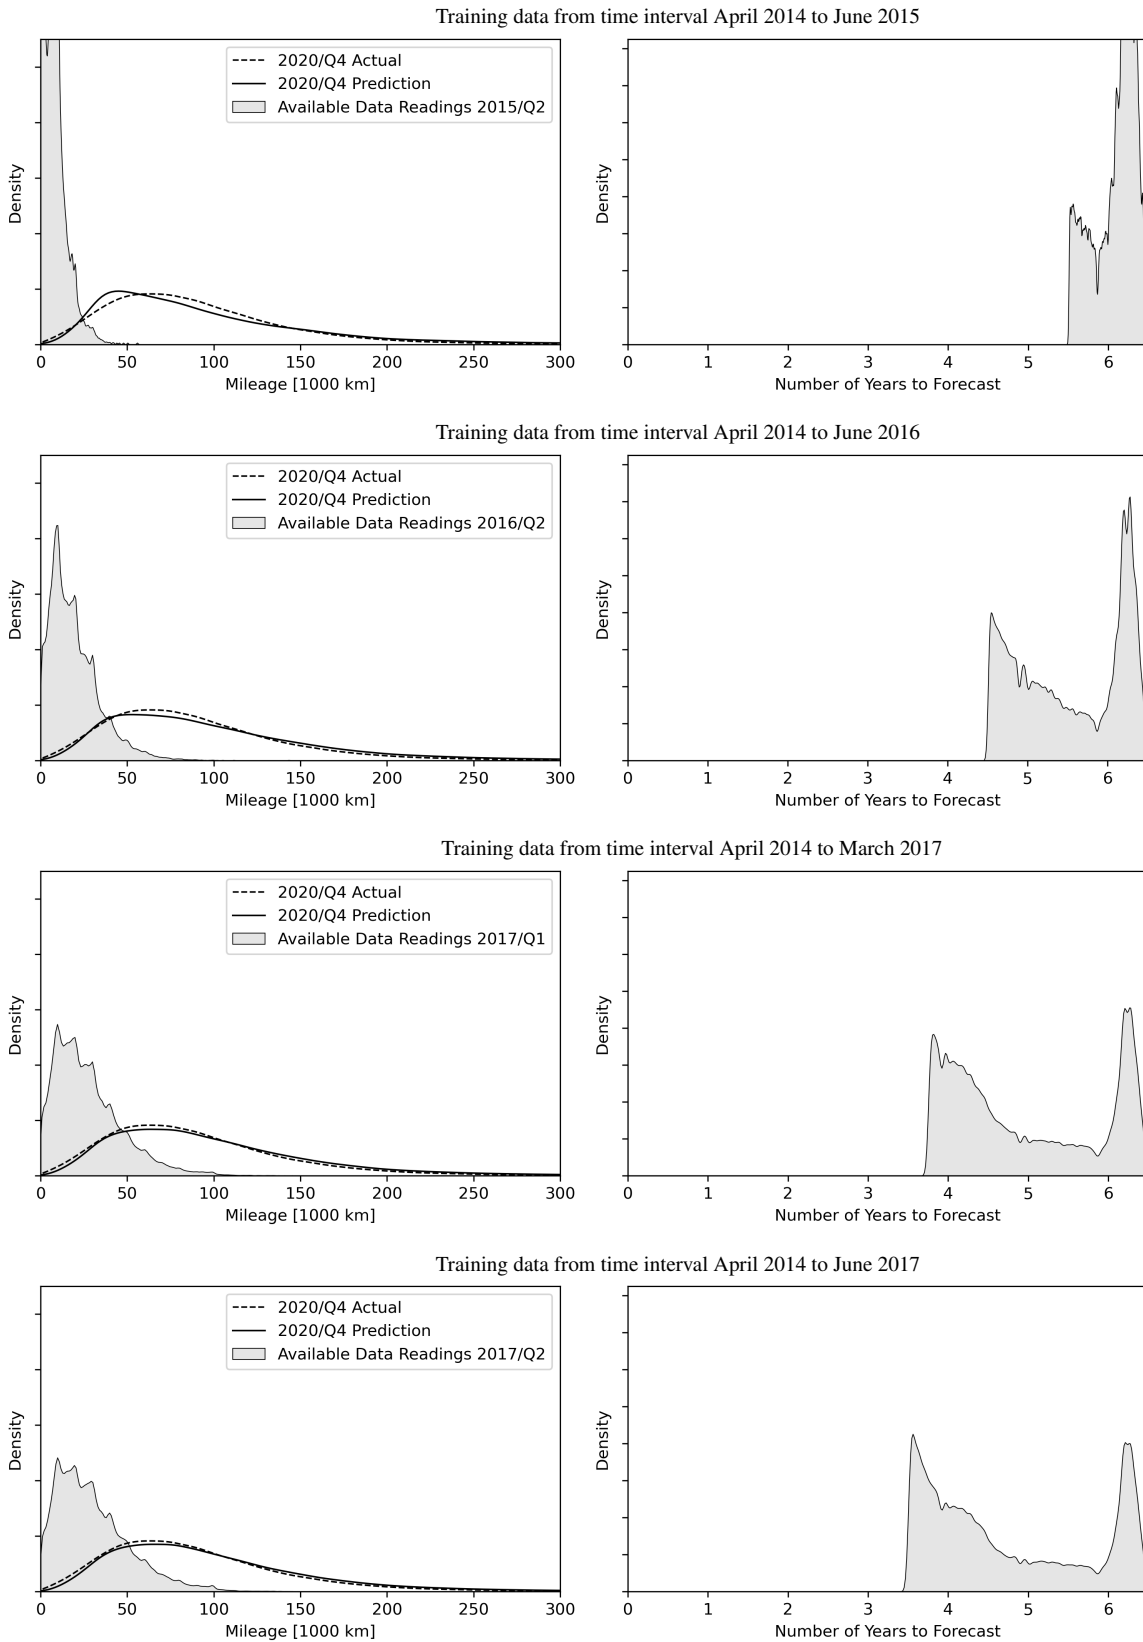 Training data from time interval April 2014 to June 2015
2020/Q4 Actual
2020/Q4 Prediction
Available Data Readings 2015/Q2
Density
0 50 100 150 200 250 300
Mileage [1000 km]
Density
0 1 2 3 4 5 6
Number of Years to Forecast
Training data from time interval April 2014 to June 2016
2020/Q4 Actual
2020/Q4 Prediction
Available Data Readings 2016/Q2
Density
0 50 100 150 200 250 300
Mileage [1000 km]
Density
0 1 2 3 4 5 6
Number of Years to Forecast
Training data from time interval April 2014 to March 2017
2020/Q4 Actual
2020/Q4 Prediction
Available Data Readings 2017/Q1
Density
0 50 100 150 200 250 300
Mileage [1000 km]
Density
0 1 2 3 4 5 6
Number of Years to Forecast
Training data from time interval April 2014 to June 2017
2020/Q4 Actual
2020/Q4 Prediction
Available Data Readings 2017/Q2
Density
0 50 100 150 200 250 300
Mileage [1000 km]
Density
0 1 2 3 4 5 6
Number of Years to Forecast